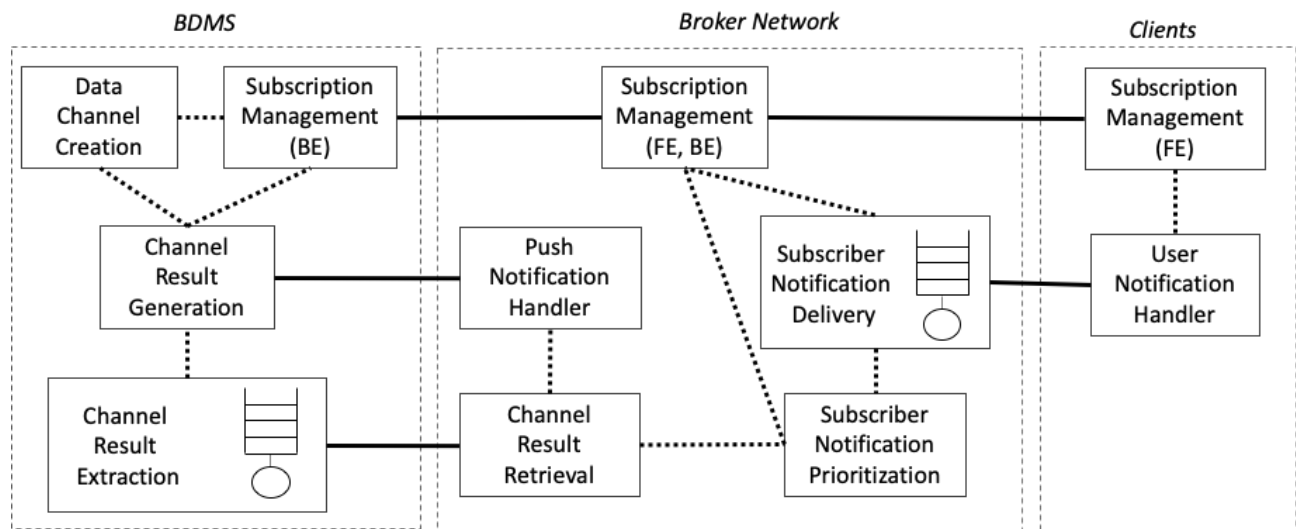 BDMS
Broker Network
Clients
Data
Channel
Creation
Subscription
Management
(BE)
Subscription
Management
(FE, BE)
Subscription
Management
(FE)
Channel
Result
Generation
Push
Notification
Handler
Subscriber
Notification
Delivery
User
Notification
Handler
Channel
Result
Extraction
Channel
Result
Retrieval
Subscriber
Notification
Prioritization